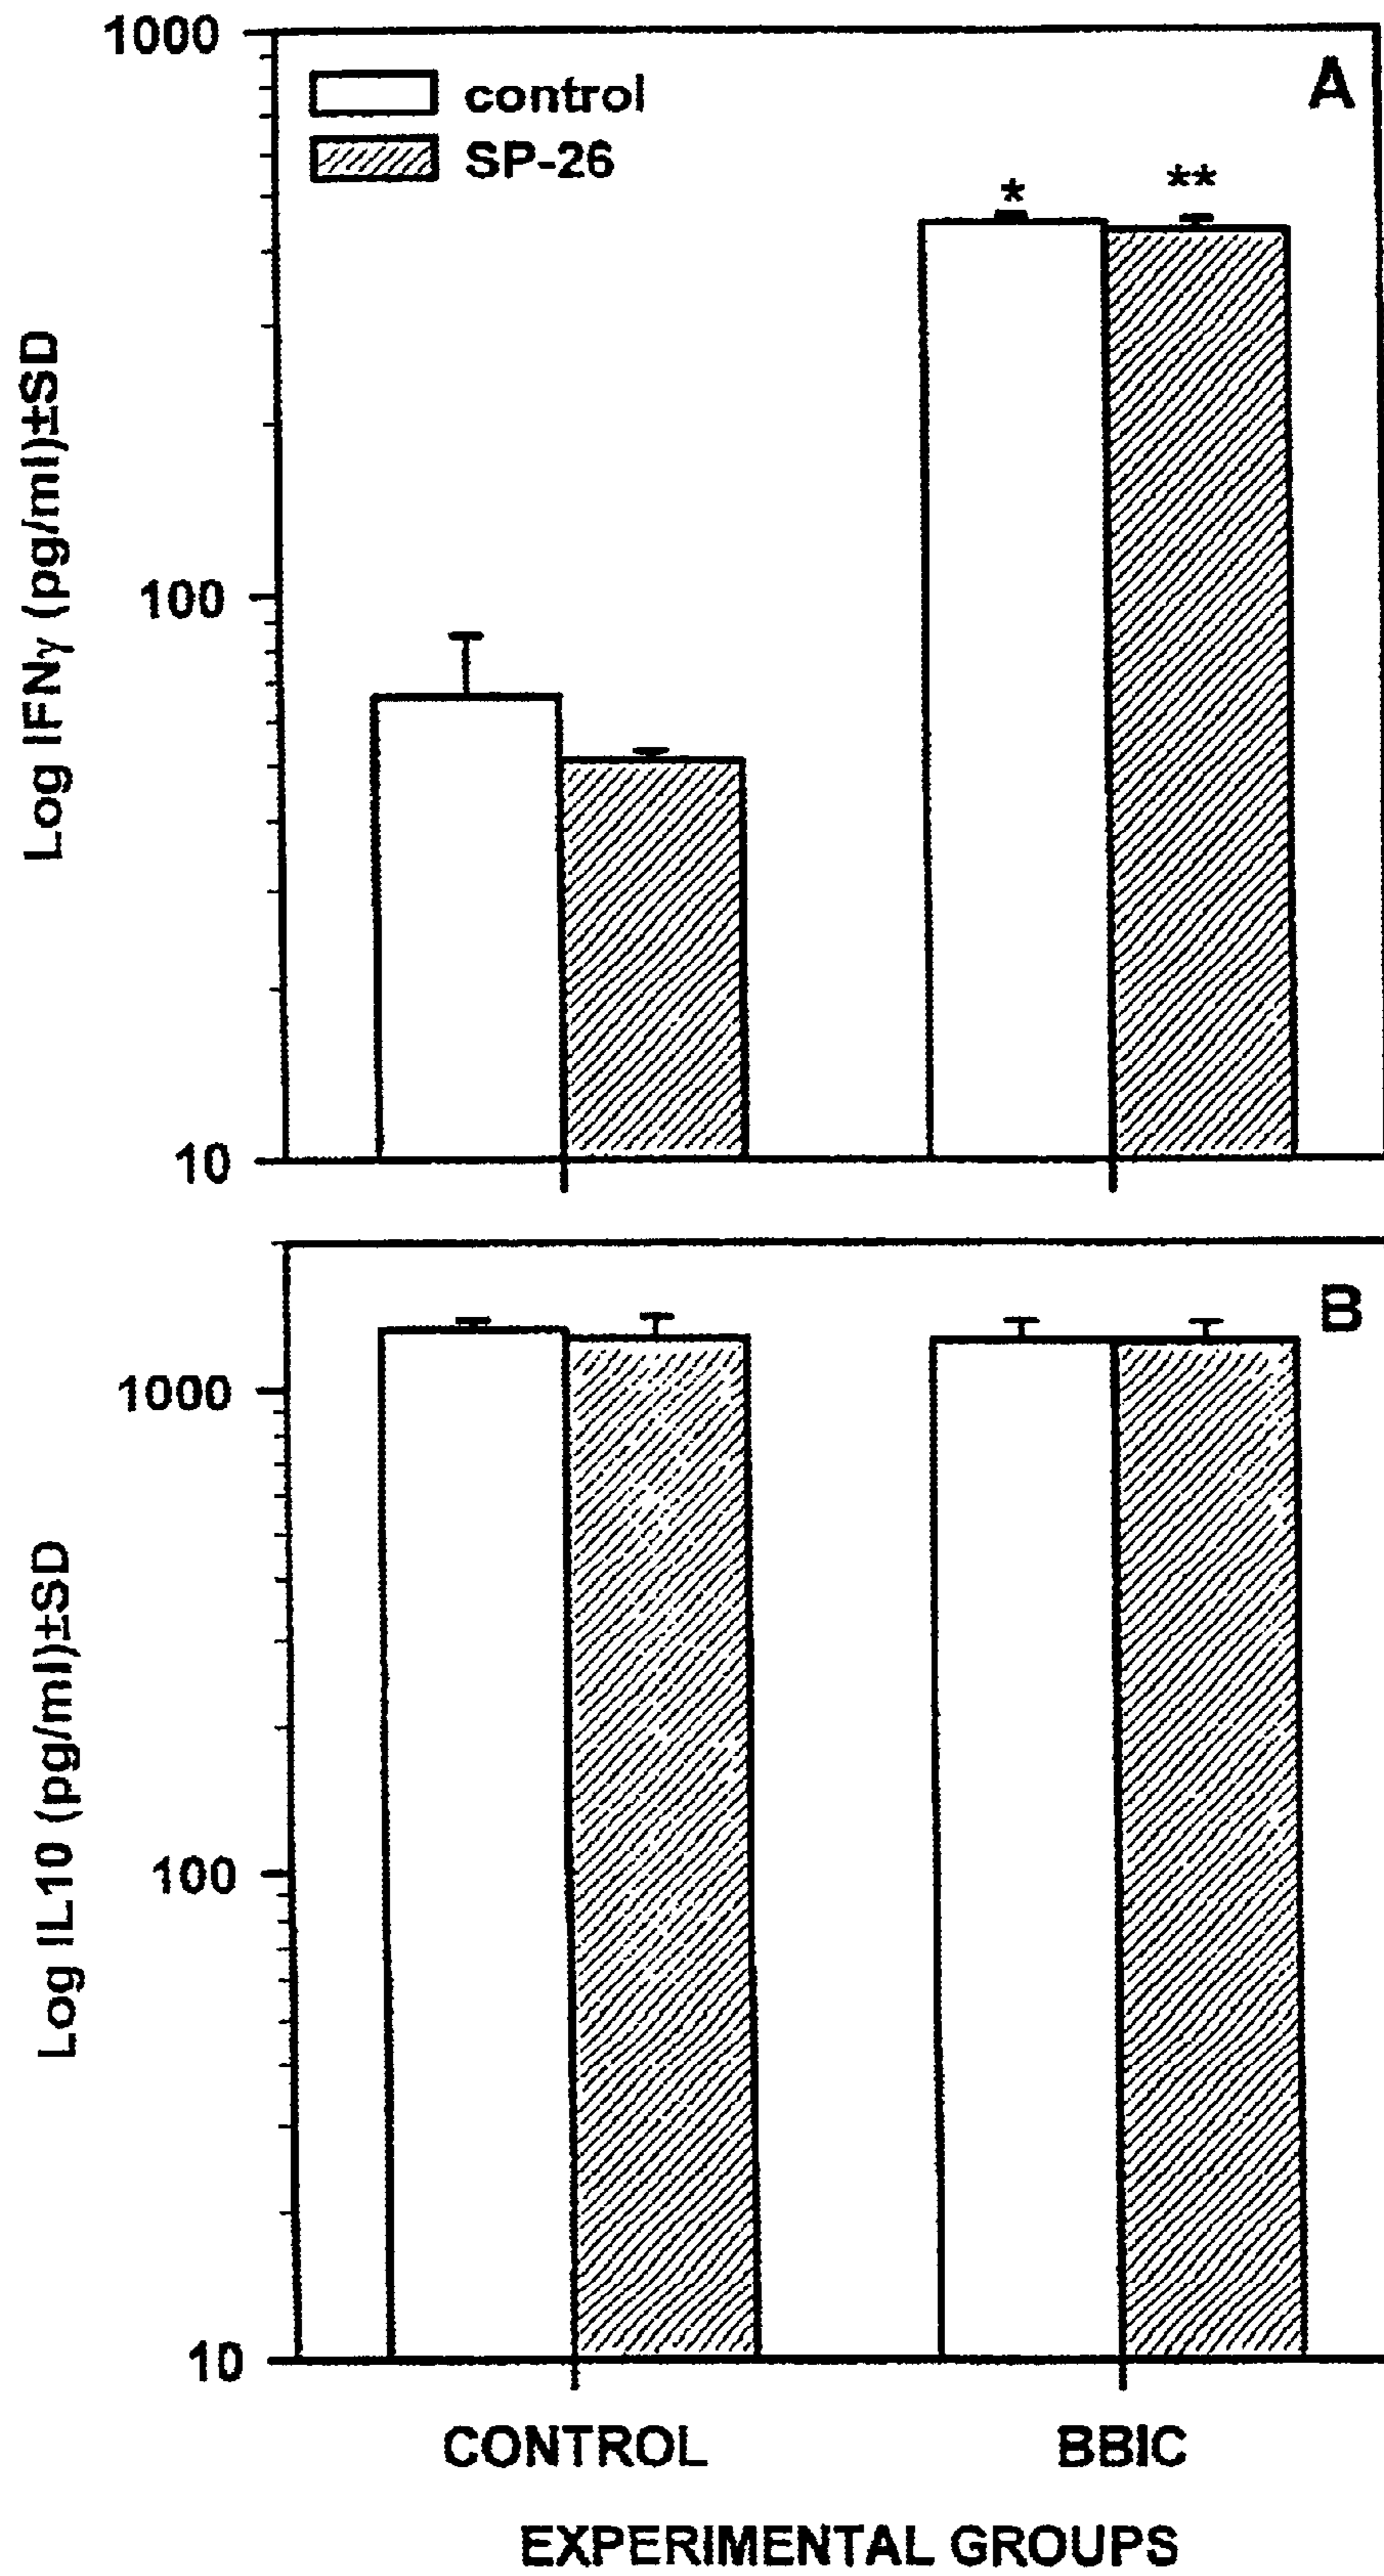 1000
A
control
SP-26
*
**
Log IFNγ (pg/ml)±SD
100
10
B
1000
Log IL10 (pg/ml)±SD
100
10
CONTROL
BBIC
EXPERIMENTAL GROUPS